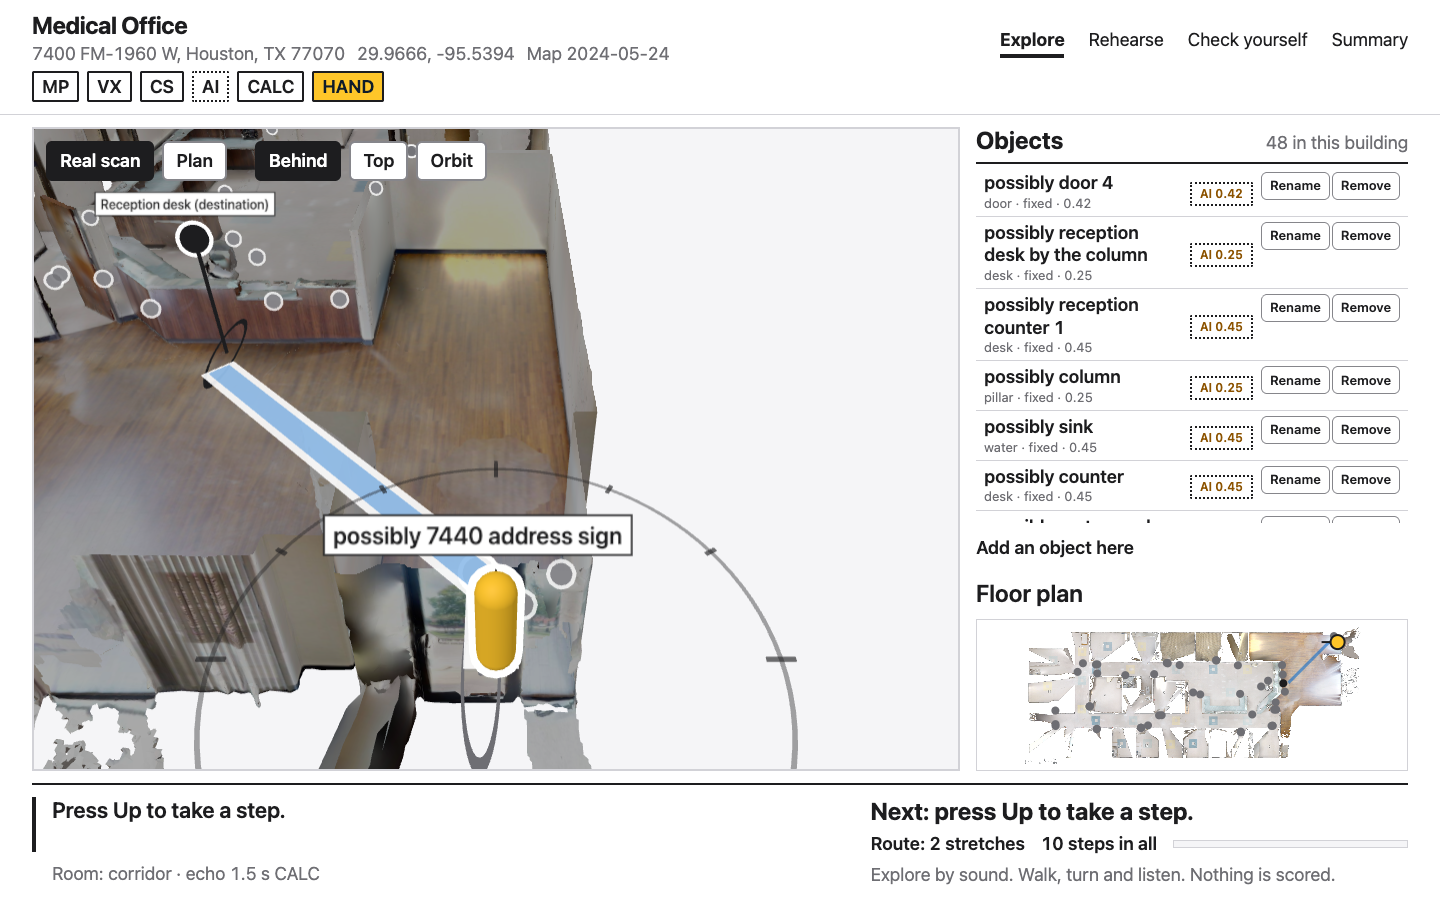 Medical Office
7400 FM-1960 W, Houston, TX 77070 29.9666, -95.5394 Map 2024-05-24
MP VX CS AI CALC HAND
Explore Rehearse Check yourself Summary
Real scan Plan Behind Top Orbit
Reception desk (destination)
possibly 7440 address sign
Objects 48 in this building
possibly door 4
door · fixed · 0.42
AI 0.42 Rename Remove
possibly reception
desk by the column
desk · fixed · 0.25
AI 0.25 Rename Remove
possibly reception
counter 1
desk · fixed · 0.45
AI 0.45 Rename Remove
possibly column
pillar · fixed · 0.25
AI 0.25 Rename Remove
possibly sink
water · fixed · 0.45
AI 0.45 Rename Remove
possibly counter
desk · fixed · 0.45
AI 0.45 Rename Remove
Add an object here
Floor plan
Press Up to take a step.
Room: corridor · echo 1.5 s CALC
Next: press Up to take a step.
Route: 2 stretches 10 steps in all
Explore by sound. Walk, turn and listen. Nothing is scored.